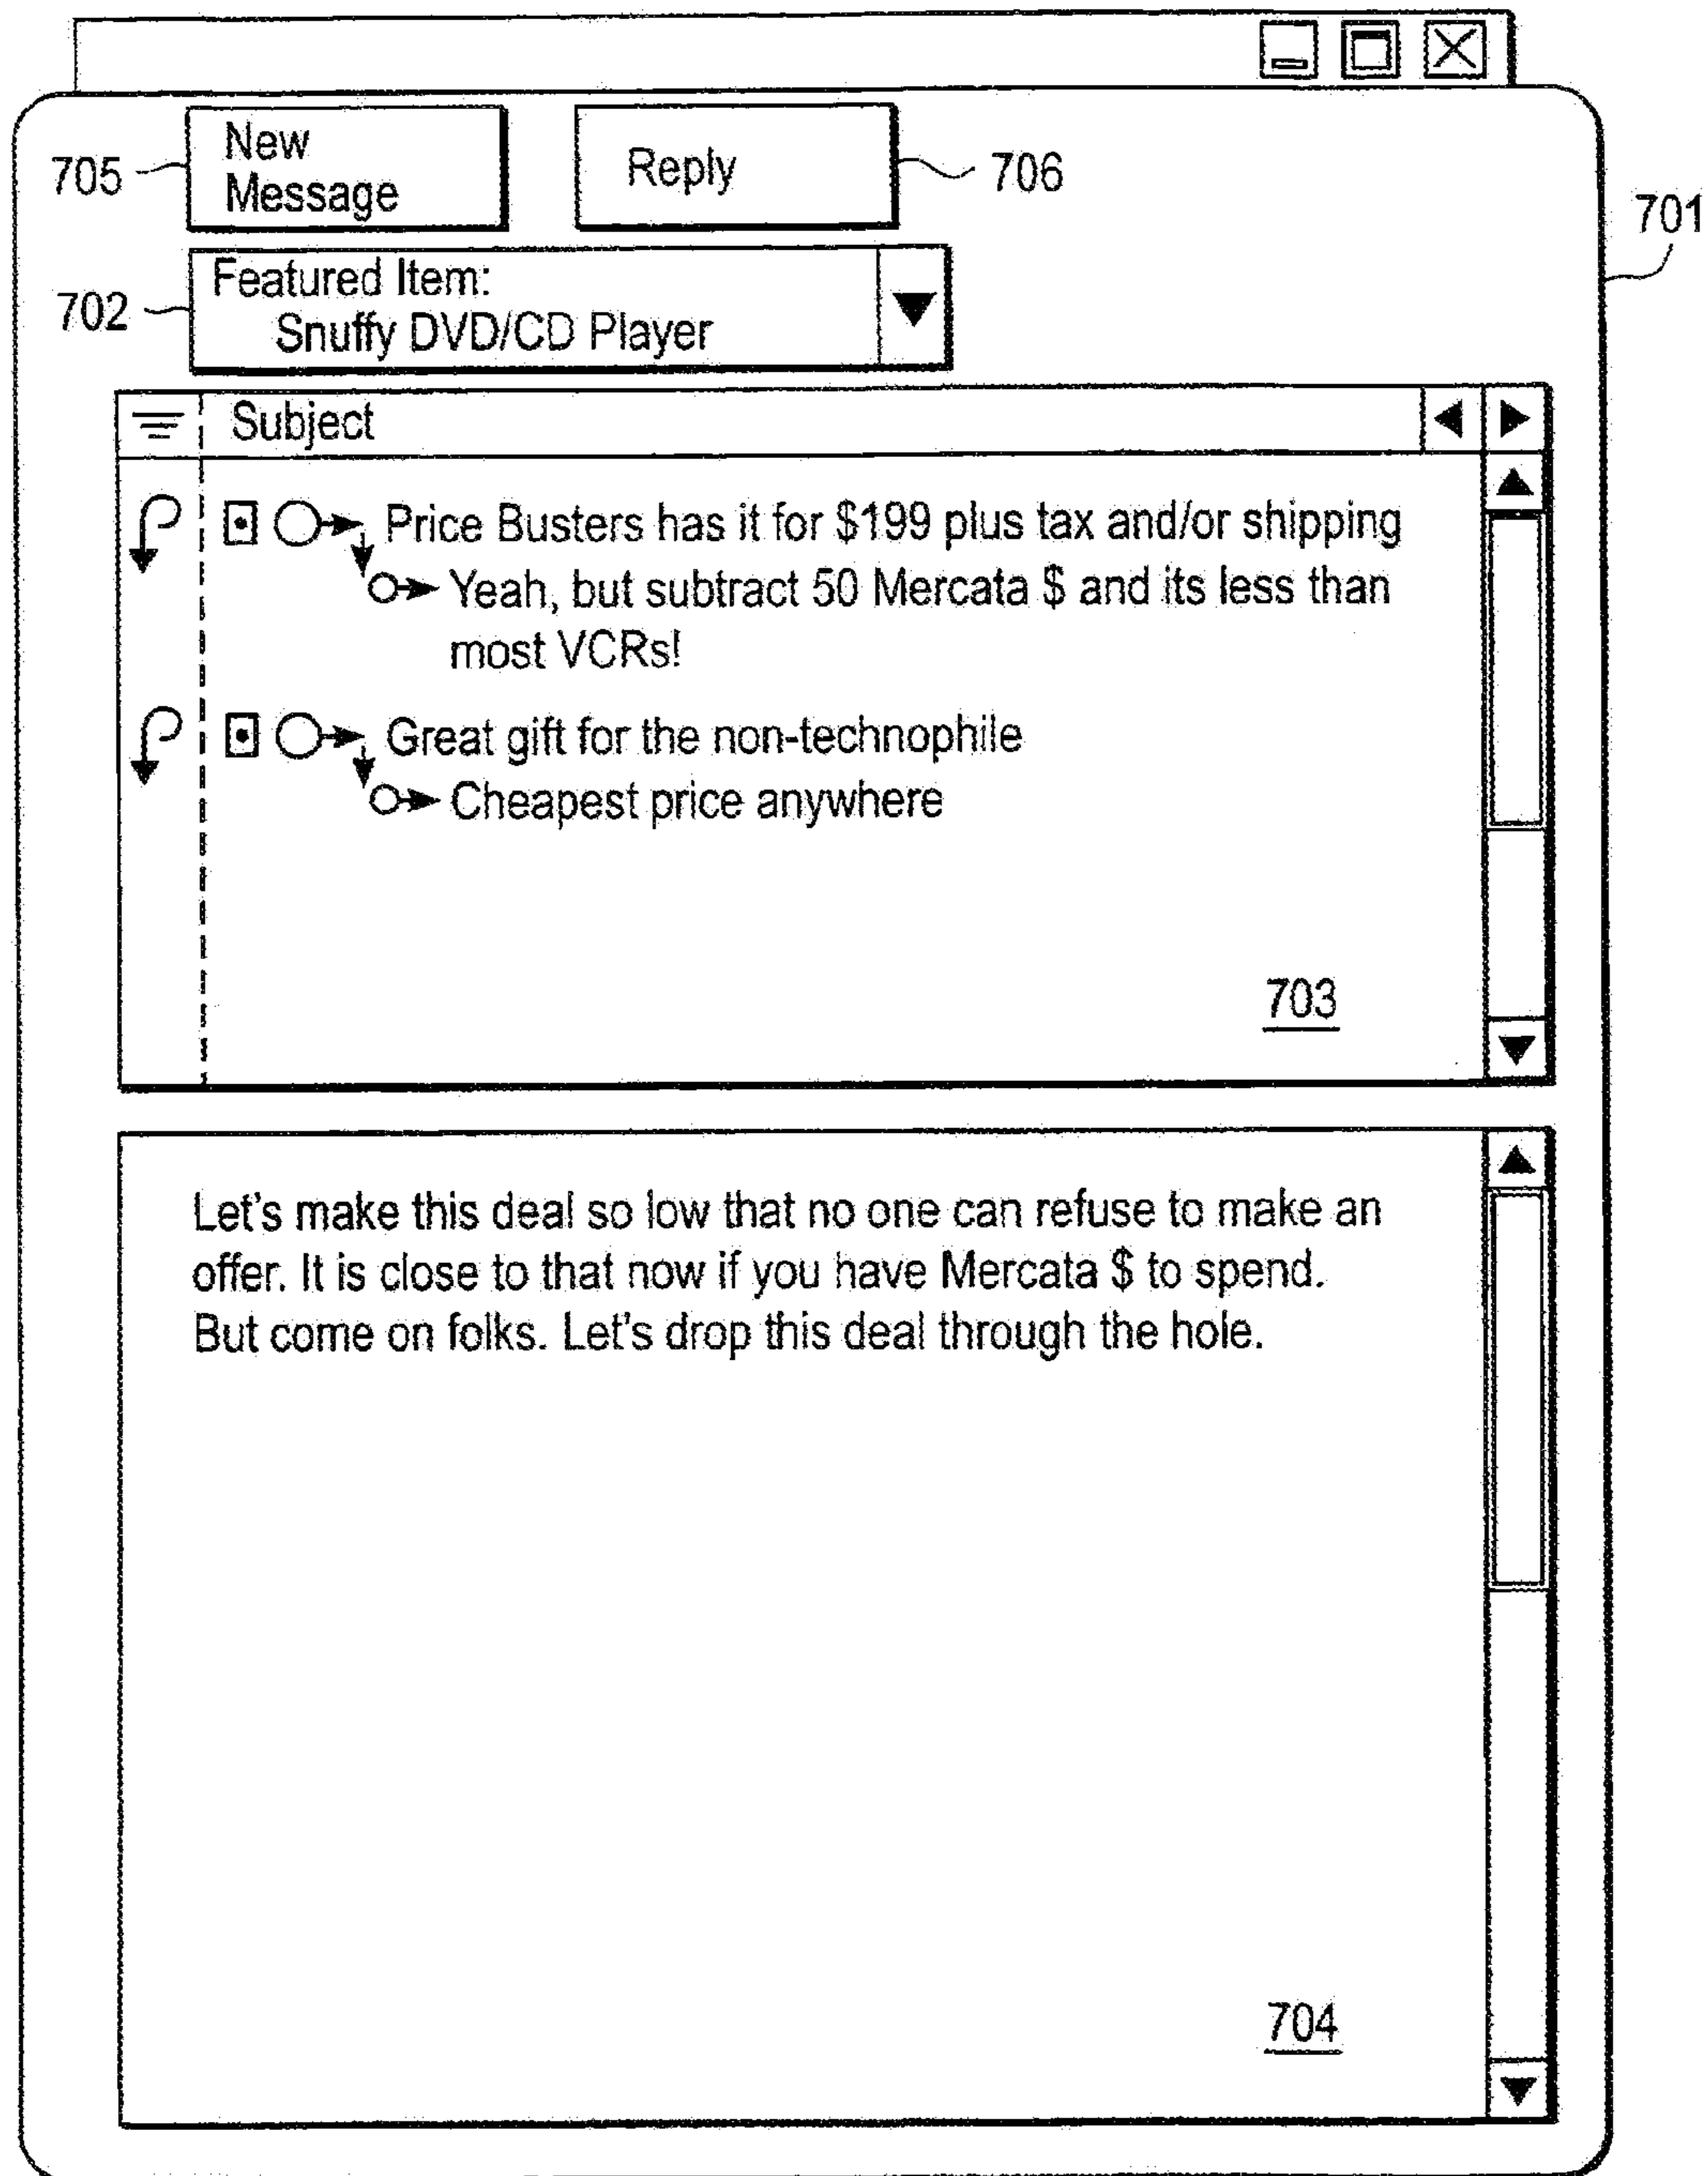 705
New
Message
Reply
706
701
702
Featured Item:
Snuffy DVD/CD Player
Subject
Price Busters has it for $199 plus tax and/or shipping
Yeah, but subtract 50 Mercata $ and its less than
most VCRs!
Great gift for the non-technophile
Cheapest price anywhere
703
Let's make this deal so low that no one can refuse to make an
offer. It is close to that now if you have Mercata $ to spend.
But come on folks. Let's drop this deal through the hole.
704